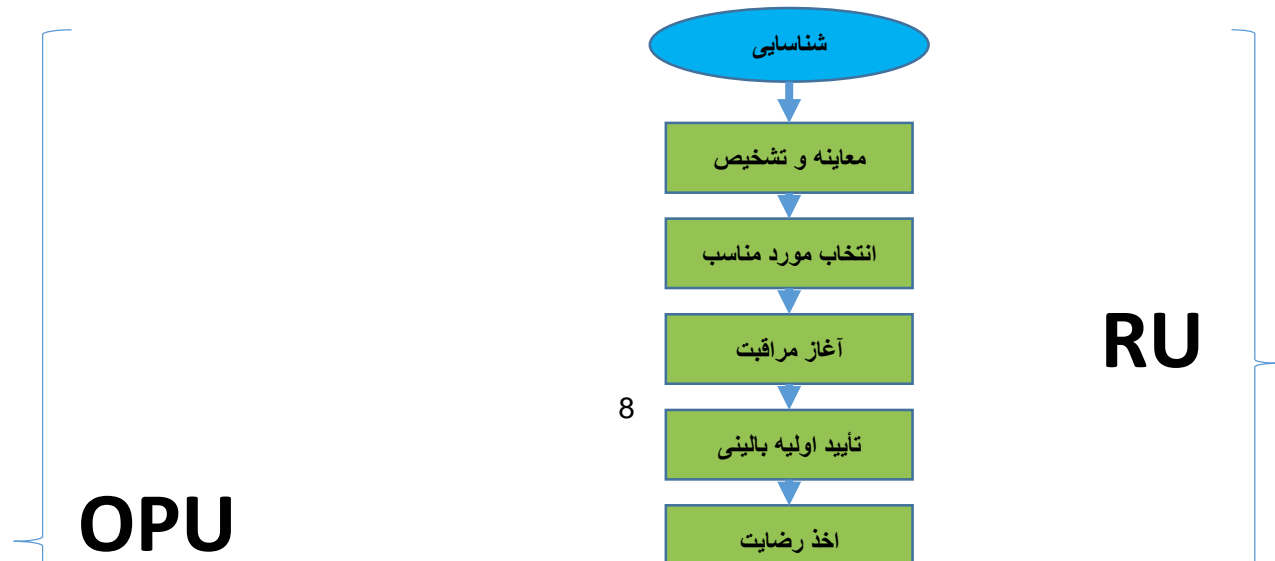 شناسایی
معاینه و تشخیص
انتخاب مورد مناسب
آغاز مراقبت
RU
8
تأیید اولیه بالینی
OPU
اخذ رضایت